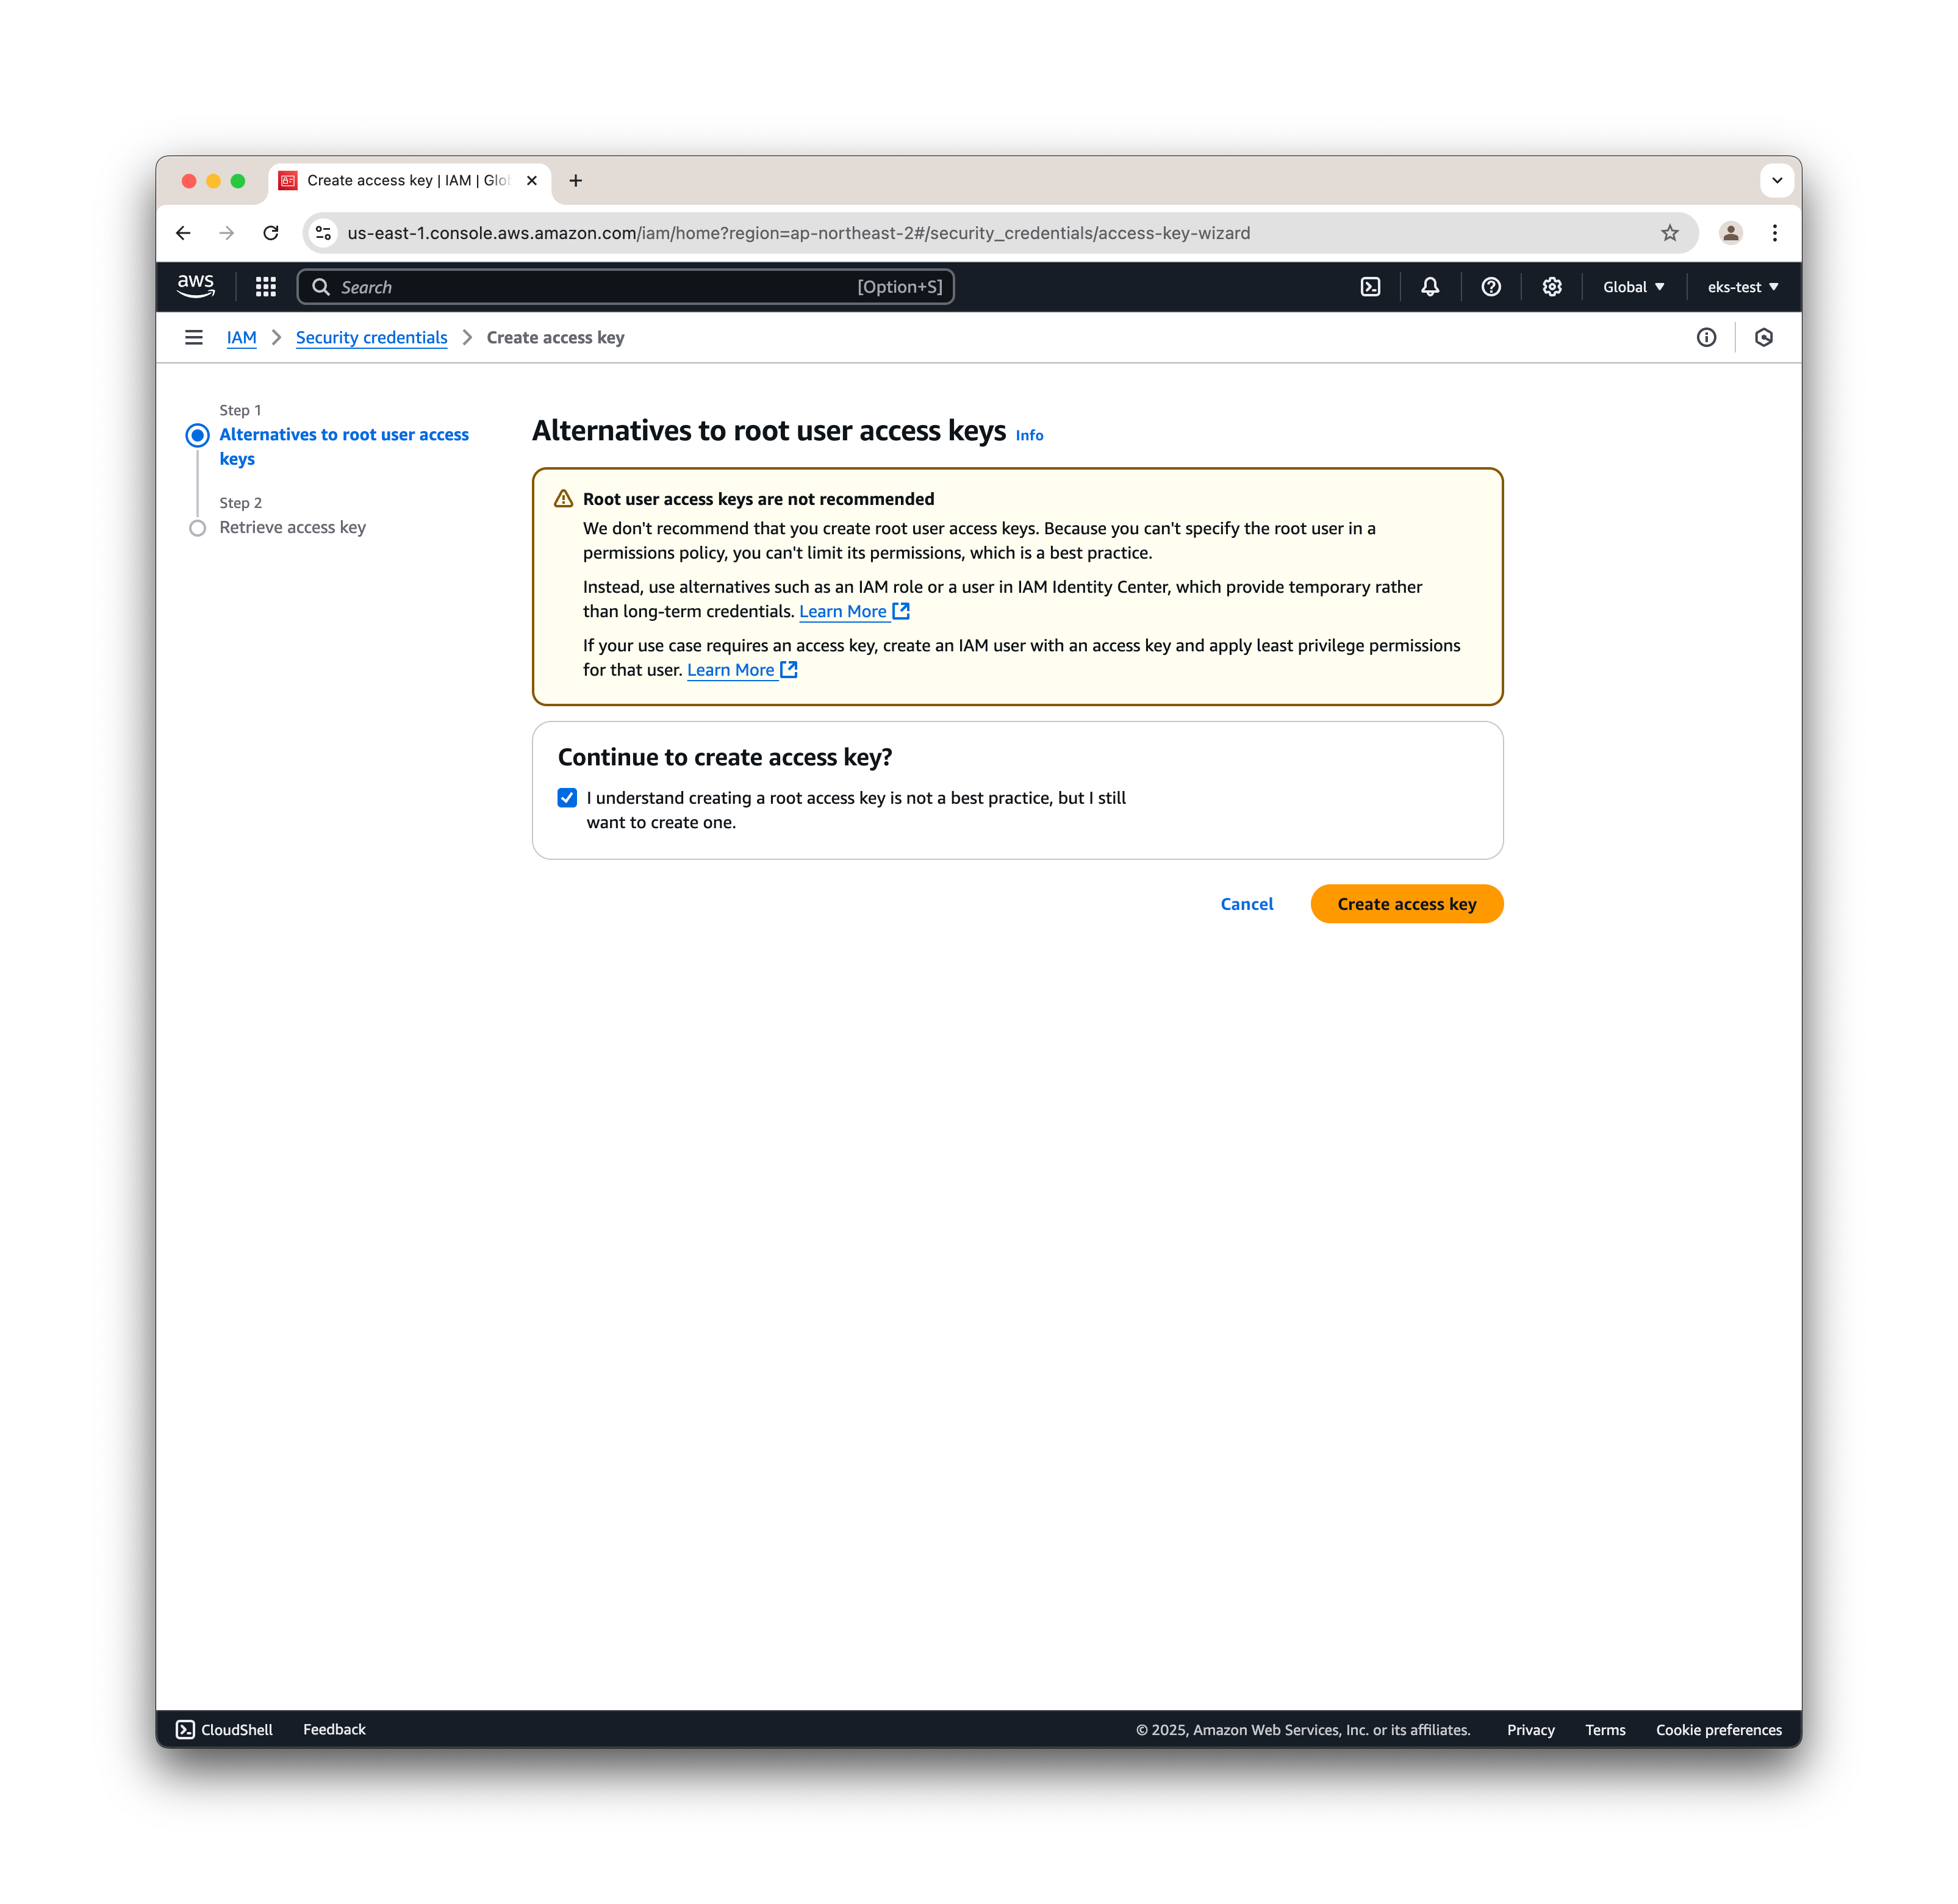 Create access key | IAM | Glo
us-east-1.console.aws.amazon.com/iam/home?region=ap-northeast-2#/security_credentials/access-key-wizard
aws
Search
[Option+S]
Global
eks-test
IAM
Security credentials
Create access key
Step 1
Alternatives to root user access
keys
Step 2
Retrieve access key
Alternatives to root user access keys Info
Root user access keys are not recommended
We don't recommend that you create root user access keys. Because you can't specify the root user in a
permissions policy, you can't limit its permissions, which is a best practice.
Instead, use alternatives such as an IAM role or a user in IAM Identity Center, which provide temporary rather
than long-term credentials. Learn More
If your use case requires an access key, create an IAM user with an access key and apply least privilege permissions
for that user. Learn More
Continue to create access key?
I understand creating a root access key is not a best practice, but I still
want to create one.
Cancel
Create access key
CloudShell
Feedback
© 2025, Amazon Web Services, Inc. or its affiliates.
Privacy
Terms
Cookie preferences